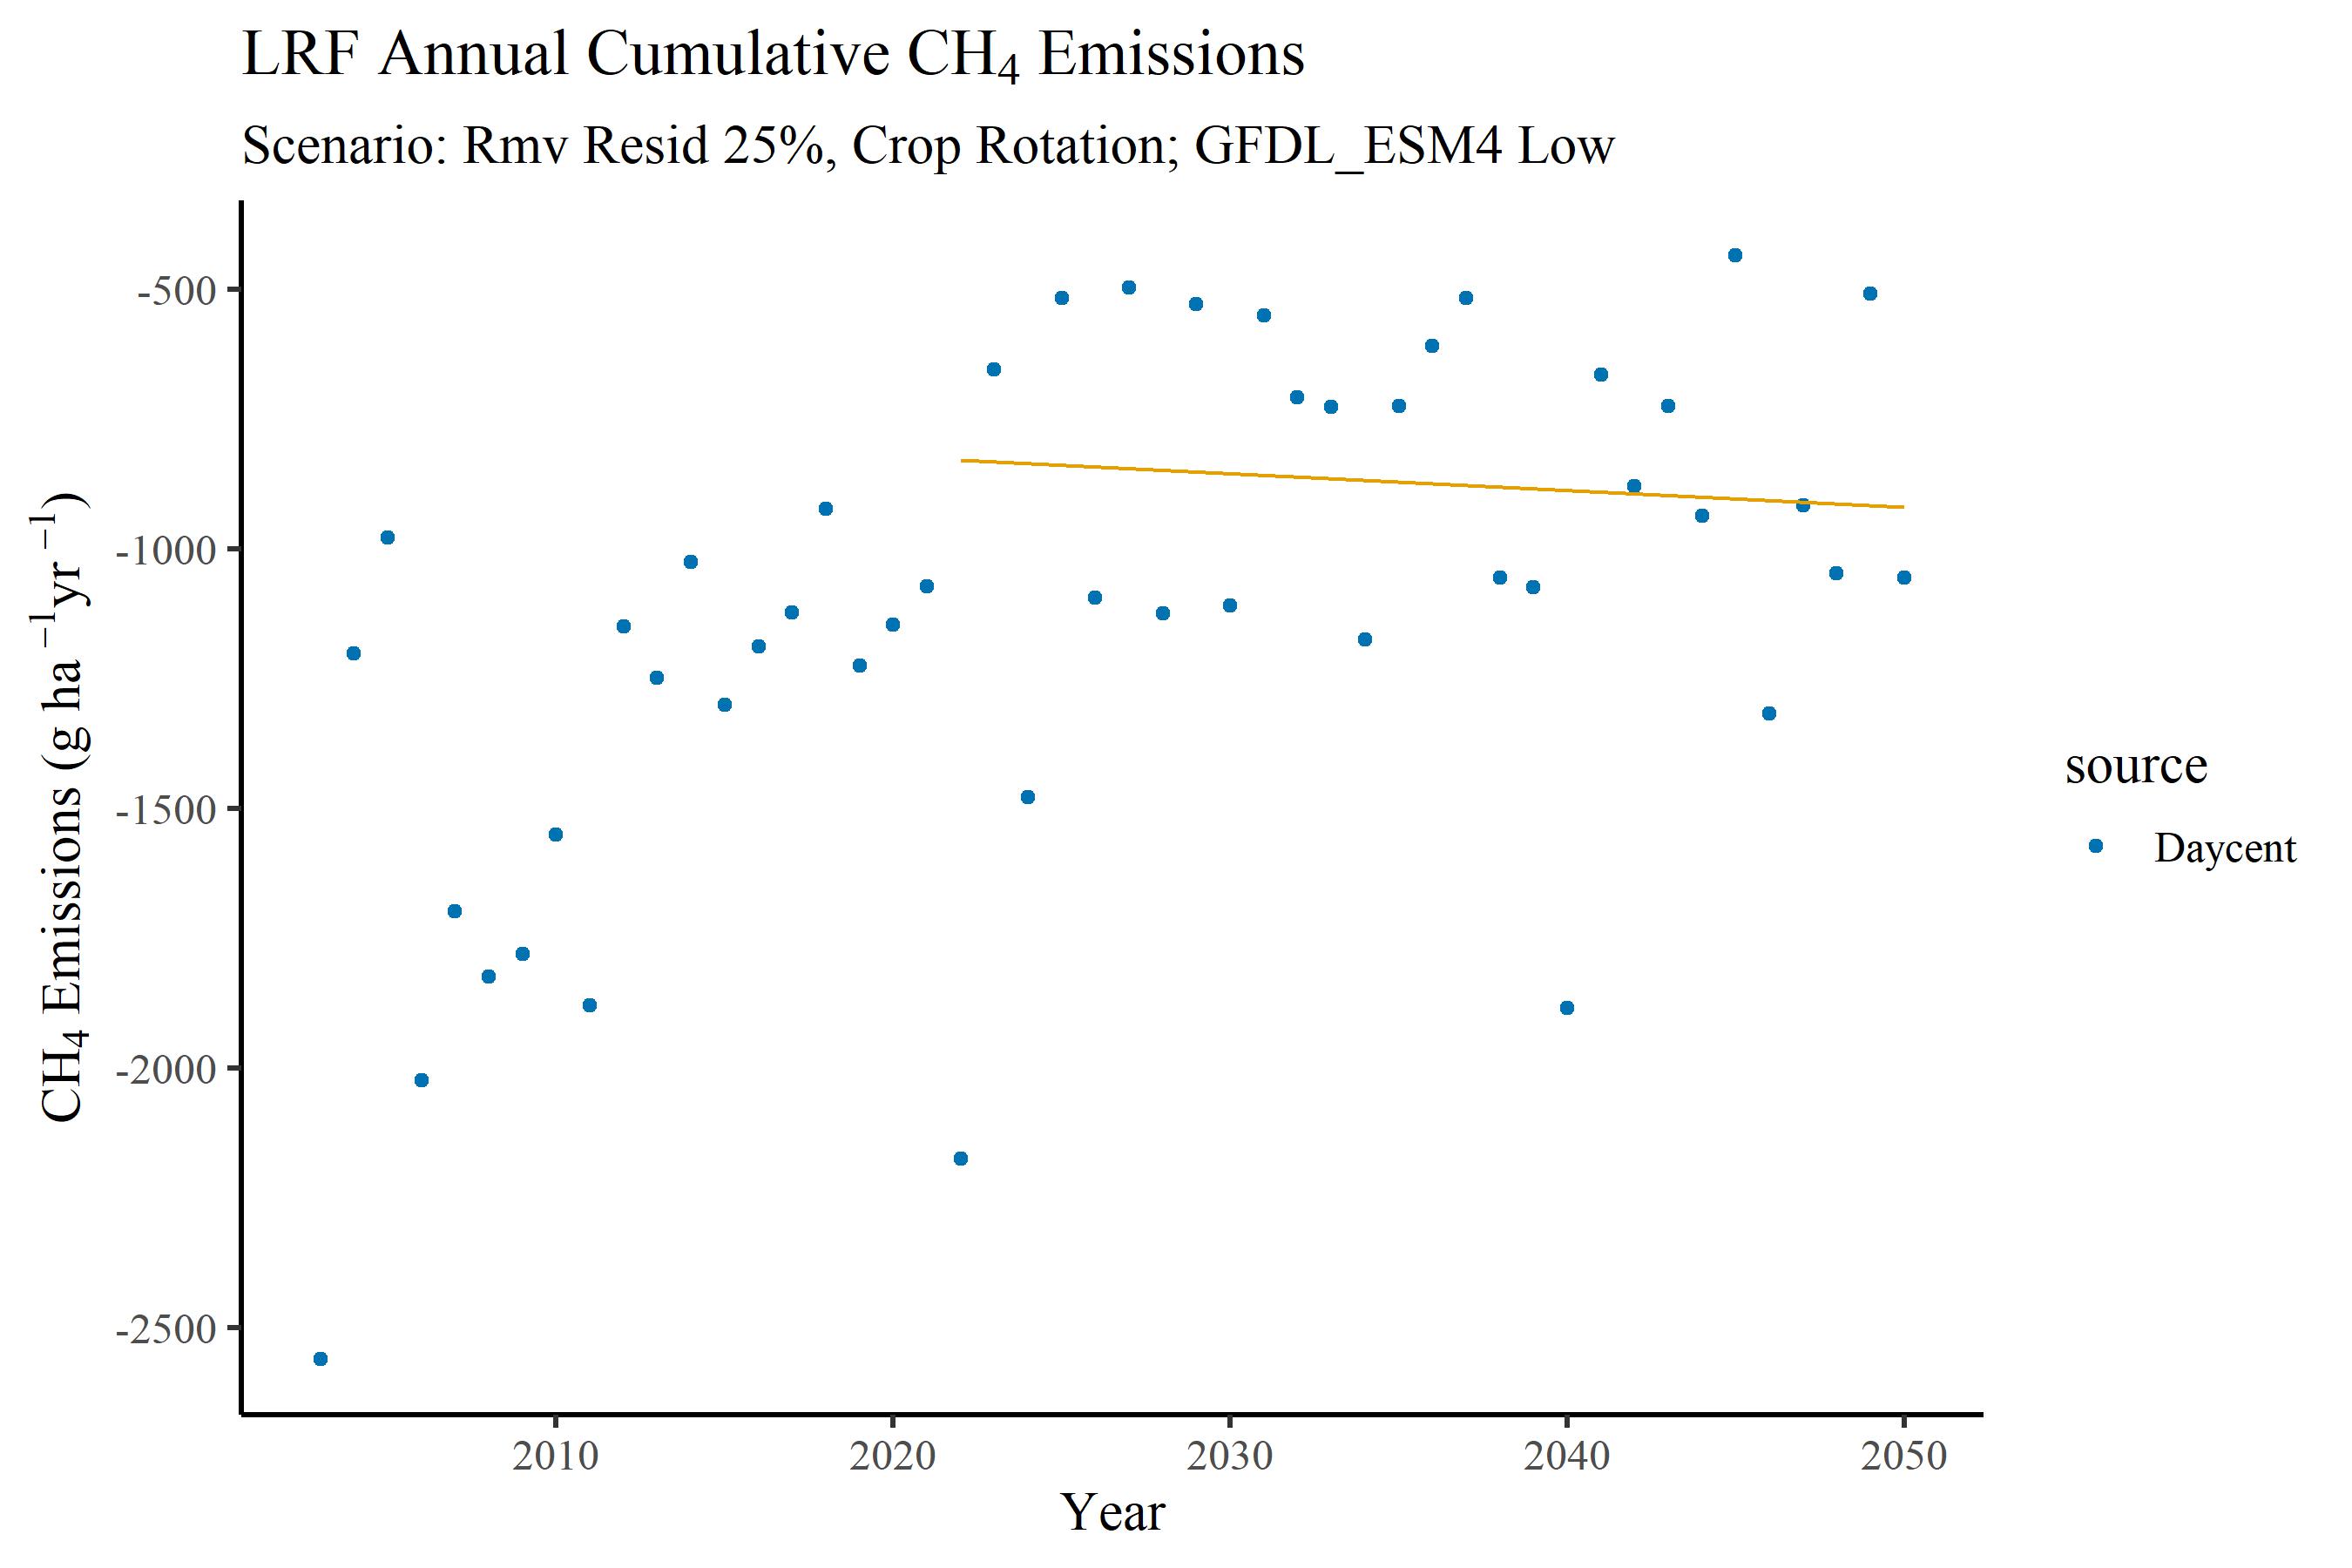 LRF Annual Cumulative CH₄ Emissions
Scenario: Rmv Resid 25%, Crop Rotation; GFDL_ESM4 Low
CH₄ Emissions (g ha⁻¹yr⁻¹)
-500
-1000
-1500
-2000
-2500
2010 2020 2030 2040 2050
Year
source
Daycent